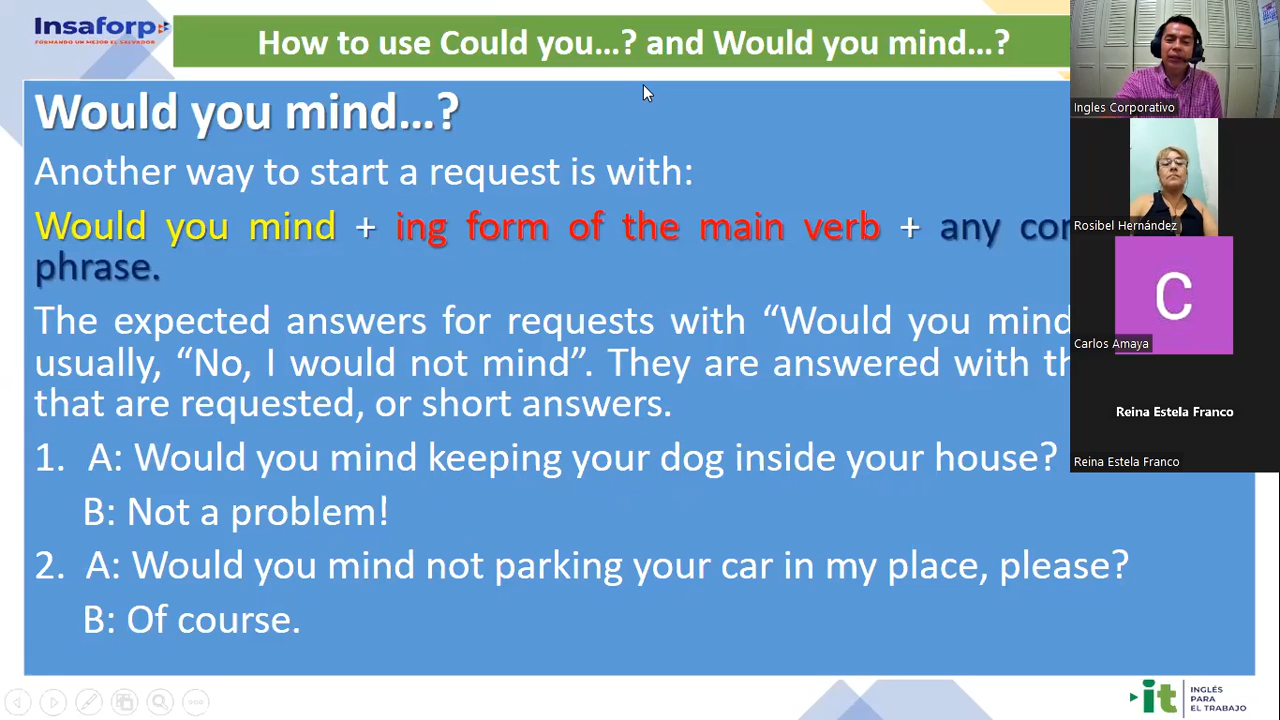 Insaforp
FORMANDO UN MEJOR EL SALVADOR
How to use Could you…? and Would you mind…?
Would you mind…?
Another way to start a request is with:
Would you mind + ing form of the main verb + any
phrase.
The expected answers for requests with “Would you mind
usually, “No, I would not mind”. They are answered with
that are requested, or short answers.
1. A: Would you mind keeping your dog inside your house?
B: Not a problem!
2. A: Would you mind not parking your car in my place, please?
B: Of course.
Ingles Corporativo
Rosibel Hernández
C
Carlos Amaya
Reina Estela Franco
Reina Estela Franco
it
INGLÉS
PARA
EL TRABAJO